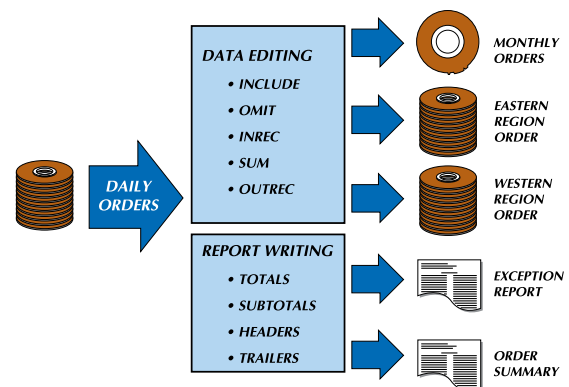 DAILY
ORDERS
DATA EDITING
• INCLUDE
• OMIT
• INREC
• SUM
• OUTREC
REPORT WRITING
• TOTALS
• SUBTOTALS
• HEADERS
• TRAILERS
MONTHLY
ORDERS
EASTERN
REGION
ORDER
WESTERN
REGION
ORDER
EXCEPTION
REPORT
ORDER
SUMMARY